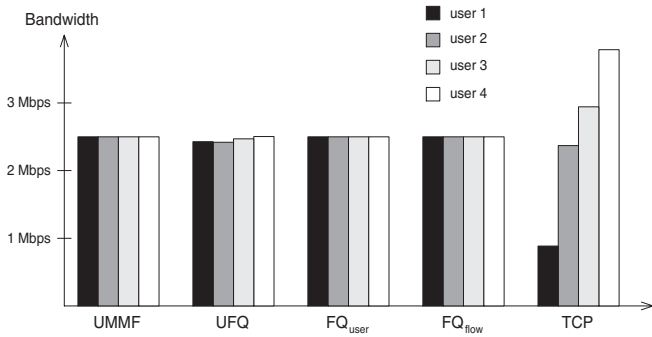 Bandwidth
user 1
user 2
user 3
user 4
3 Mbps
2 Mbps
1 Mbps
UMMF UFQ FQuser FQflow TCP